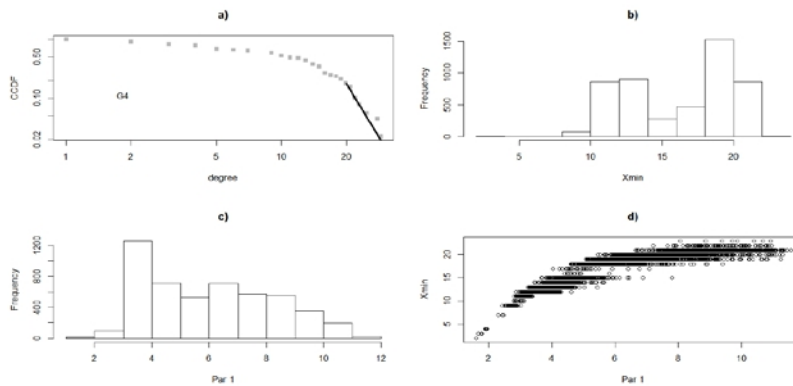 a)
CCDF
0.50
0.10
0.02
G4
1 2 5 10 20
degree
b)
Frequency
1500
1000
500
0
5 10 15 20
Xmin
c)
Frequency
1200
800
400
0
2 4 6 8 10 12
Par 1
d)
Xmin
20
15
10
5
2 4 6 8 10
Par 1